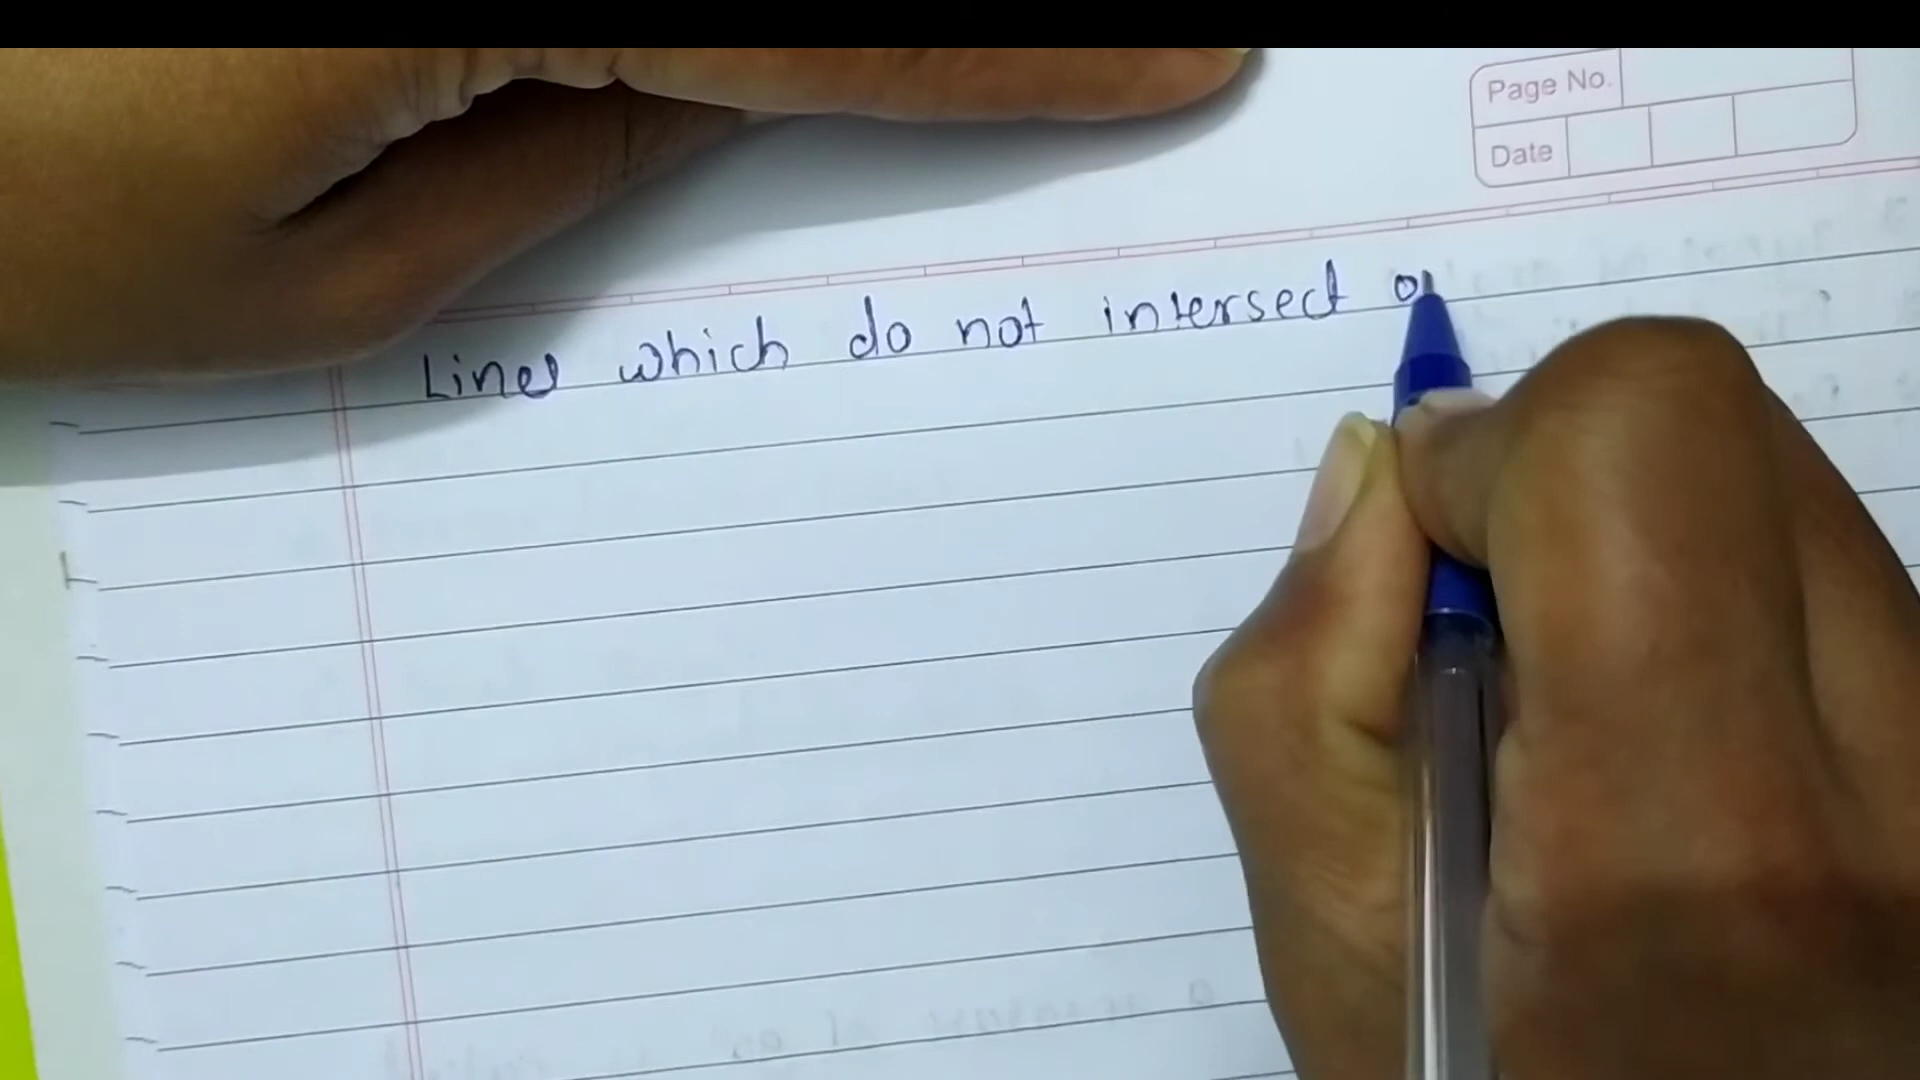 Page No.
Date
Lines which do not intersect